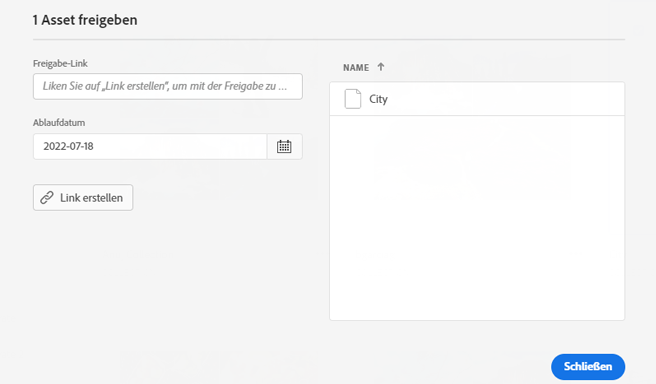 1 Asset freigeben
Freigabe-Link
Liken Sie auf „Link erstellen“, um mit der Freigabe zu ...
Ablaufdatum
2022-07-18
Link erstellen
NAME
City
Schließen